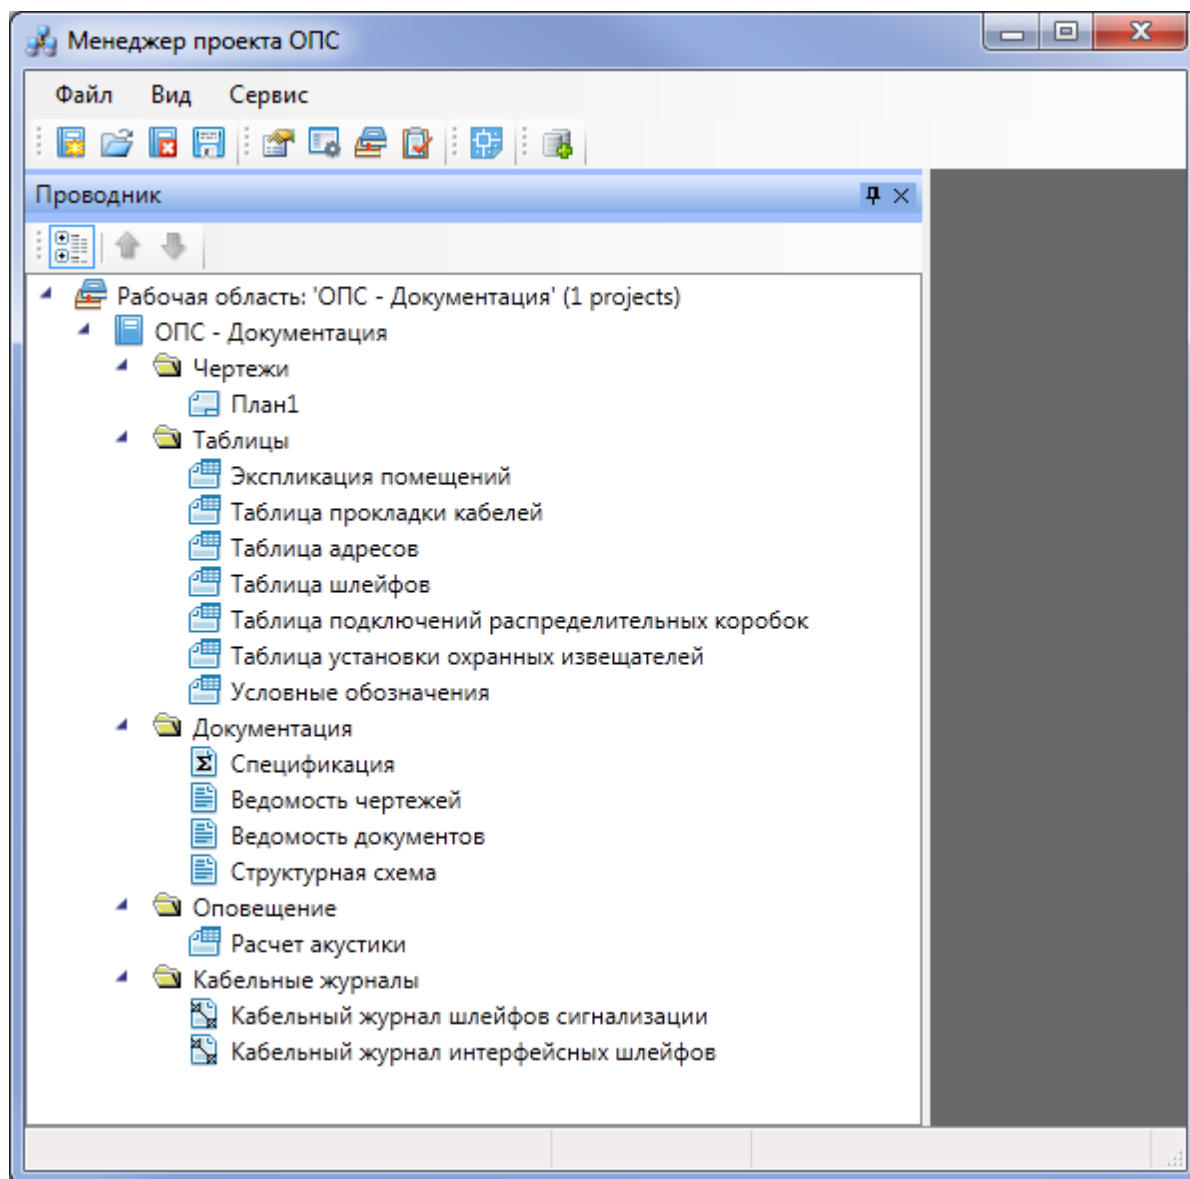 Менеджер проекта ОПС
Файл Вид Сервис
Проводник
Рабочая область: 'ОПС - Документация' (1 projects)
ОПС - Документация
Чертежи
План1
Таблицы
Экспликация помещений
Таблица прокладки кабелей
Таблица адресов
Таблица шлейфов
Таблица подключений распределительных коробок
Таблица установки охранных извещателей
Условные обозначения
Документация
Спецификация
Ведомость чертежей
Ведомость документов
Структурная схема
Оповещение
Расчет акустики
Кабельные журналы
Кабельный журнал шлейфов сигнализации
Кабельный журнал интерфейсных шлейфов